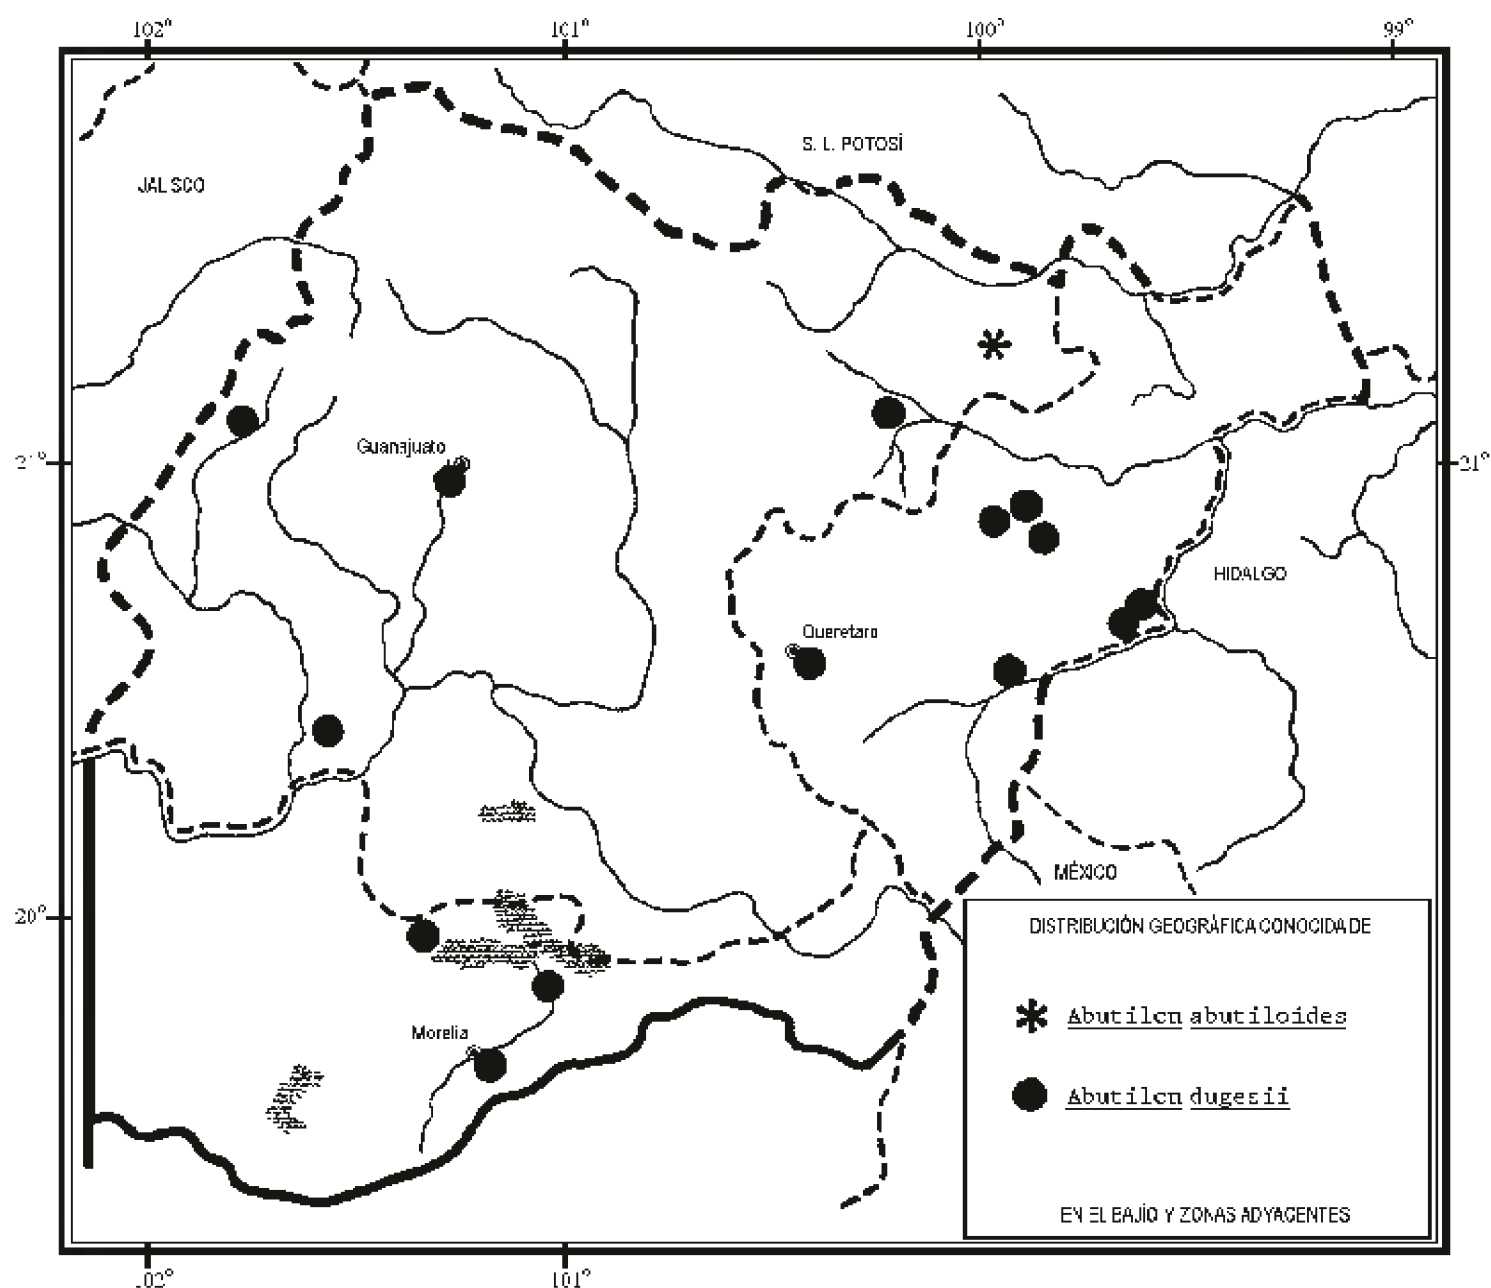 102°
101°
100°
99°
S. L. POTOSÍ
JALISCO
Guanajuato
21°
21°
HIDALGO
Queretaro
MÉXICO
20°
DISTRIBUCIÓN GEOGRÁFICA CONOCIDA DE
Abutilon abutiloides
Morelia
Abutilon dugesii
EN EL BAJÍO Y ZONAS ADYACENTES
102°
101°